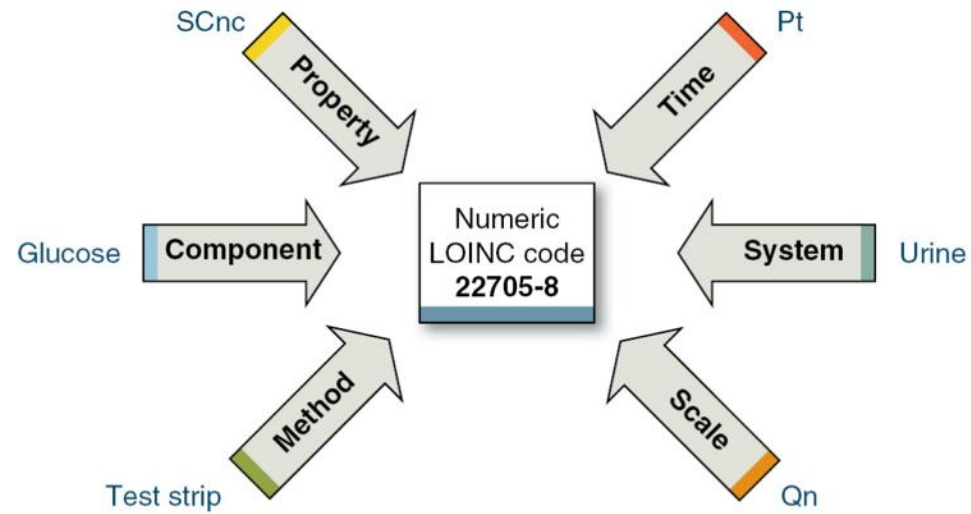 SCnc
Pt
Property
Time
Glucose
Component
Numeric
LOINC code
22705-8
System
Urine
Method
Scale
Test strip
Qn